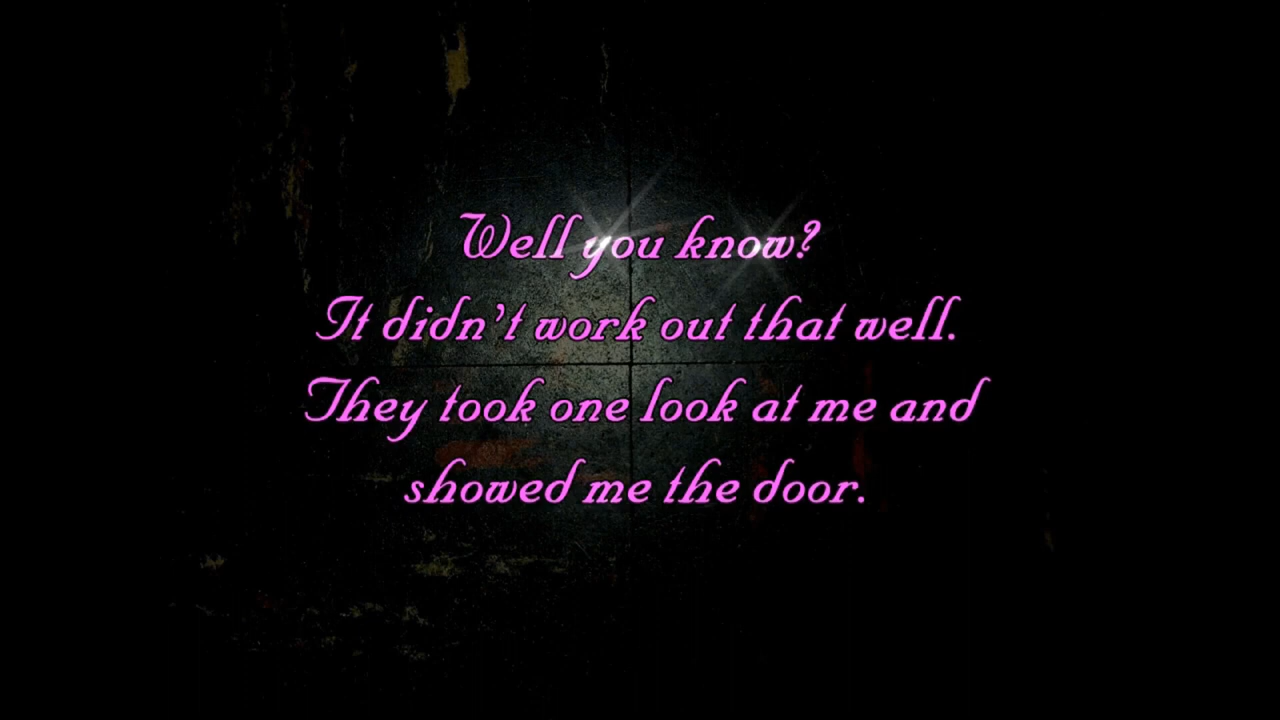 Well you know?
It didn't work out that well.
They took one look at me and
showed me the door.